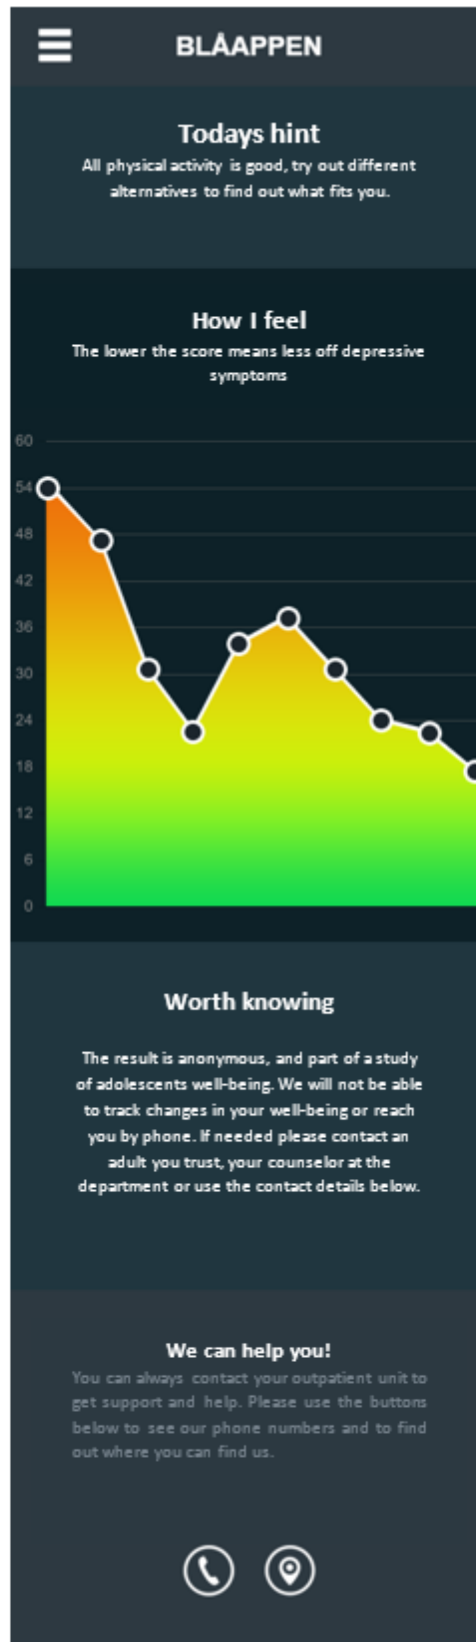 BLÅAPPEN
Todays hint
All physical activity is good, try out different
alternatives to find out what fits you.
How I feel
The lower the score means less off depressive
symptoms
60
54
48
42
36
30
24
18
12
6
0
Worth knowing
The result is anonymous, and part of a study
of adolescents well-being. We will not be able
to track changes in your well-being or reach
you by phone. If needed please contact an
adult you trust, your counselor at the
department or use the contact details below.
We can help you!
You can always contact your outpatient unit to
get support and help. Please use the buttons
below to see our phone numbers and to find
out where you can find us.